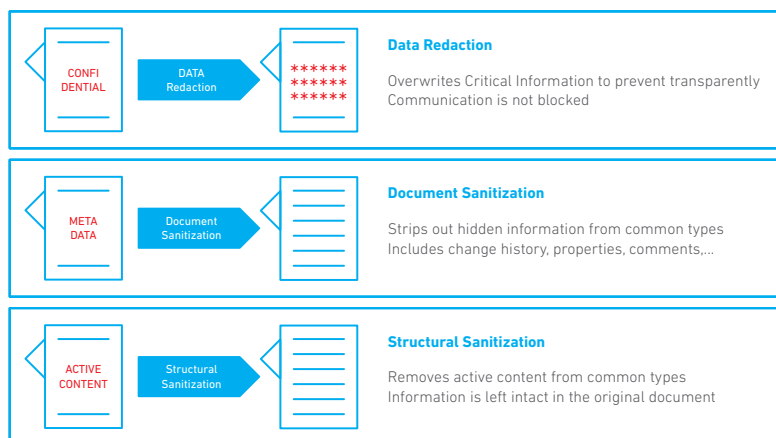 CONFI
DENTIAL
DATA
Redaction
******
******
******
Data Redaction
Overwrites Critical Information to prevent transparently
Communication is not blocked
META
DATA
Document
Sanitization
Document Sanitization
Strips out hidden information from common types
Includes change history, properties, comments,...
ACTIVE
CONTENT
Structural
Sanitization
Structural Sanitization
Removes active content from common types
Information is left intact in the original document